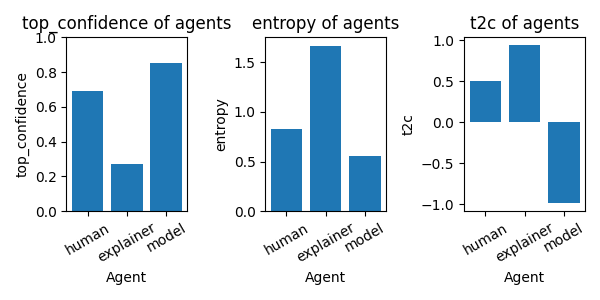 top_confidence of agents
top_confidence
1.0
0.8
0.6
0.4
0.2
0.0
human
explainer
model
Agent
entropy of agents
entropy
1.5
1.0
0.5
0.0
human
explainer
model
Agent
t2c of agents
t2c
1.0
0.5
0.0
−0.5
−1.0
human
explainer
model
Agent